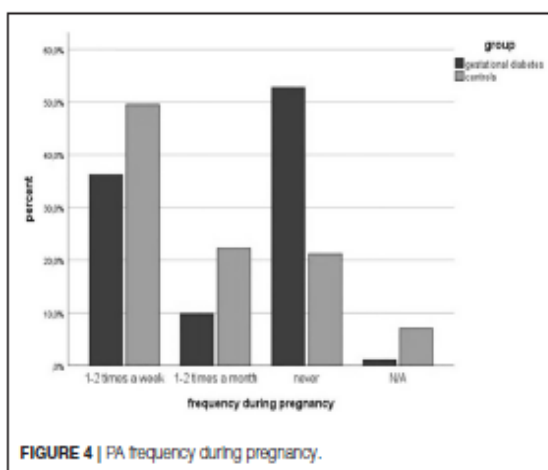 group
gestational diabetes
controls
60,0%
50,0%
40,0%
30,0%
20,0%
10,0%
,0%
percent
1-2 times a week
1-2 times a month
never
N/A
frequency during pregnancy
FIGURE 4 | PA frequency during pregnancy.